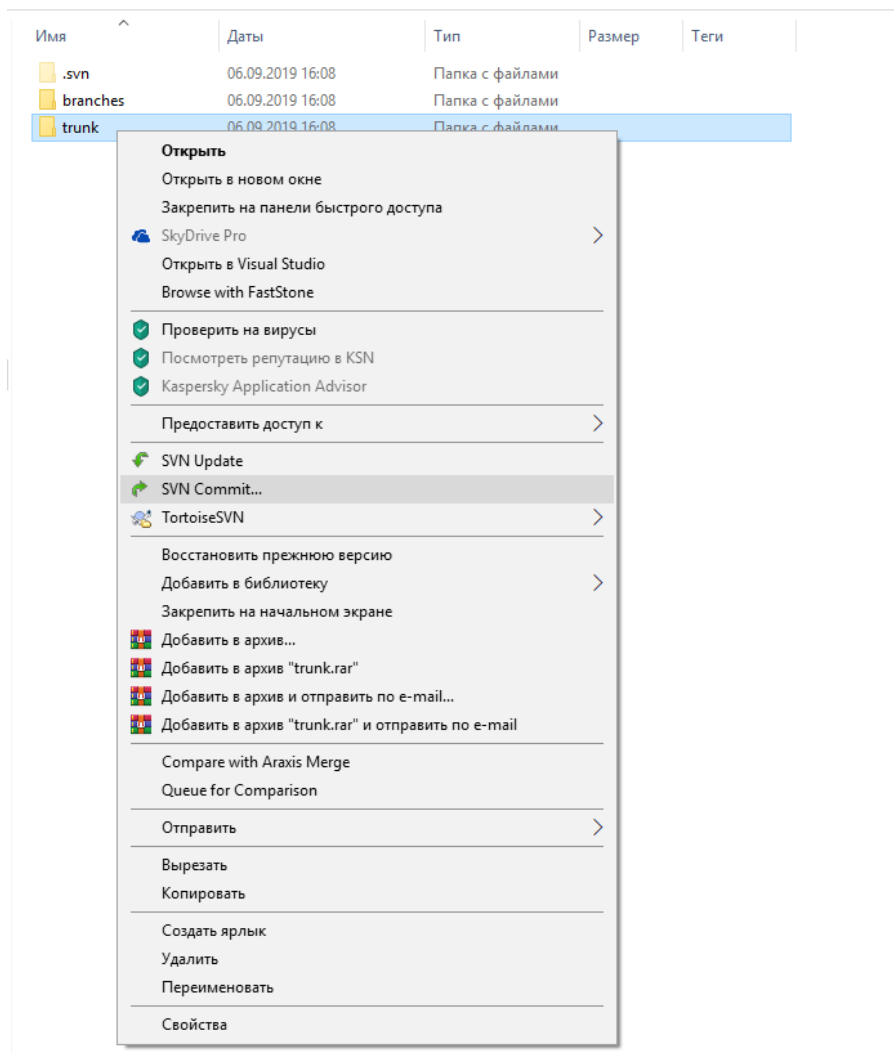 Имя Даты Тип Размер Теги
.svn 06.09.2019 16:08 Папка с файлами
branches 06.09.2019 16:08 Папка с файлами
trunk 06.09.2019 16:08 Папка с файлами
Открыть
Открыть в новом окне
Закрепить на панели быстрого доступа
SkyDrive Pro
Открыть в Visual Studio
Browse with FastStone
Проверить на вирусы
Посмотреть репутацию в KSN
Kaspersky Application Advisor
Предоставить доступ к
SVN Update
SVN Commit...
TortoiseSVN
Восстановить прежнюю версию
Добавить в библиотеку
Закрепить на начальном экране
Добавить в архив...
Добавить в архив "trunk.rar"
Добавить в архив и отправить по e-mail...
Добавить в архив "trunk.rar" и отправить по e-mail
Compare with Araxis Merge
Queue for Comparison
Отправить
Вырезать
Копировать
Создать ярлык
Удалить
Переименовать
Свойства